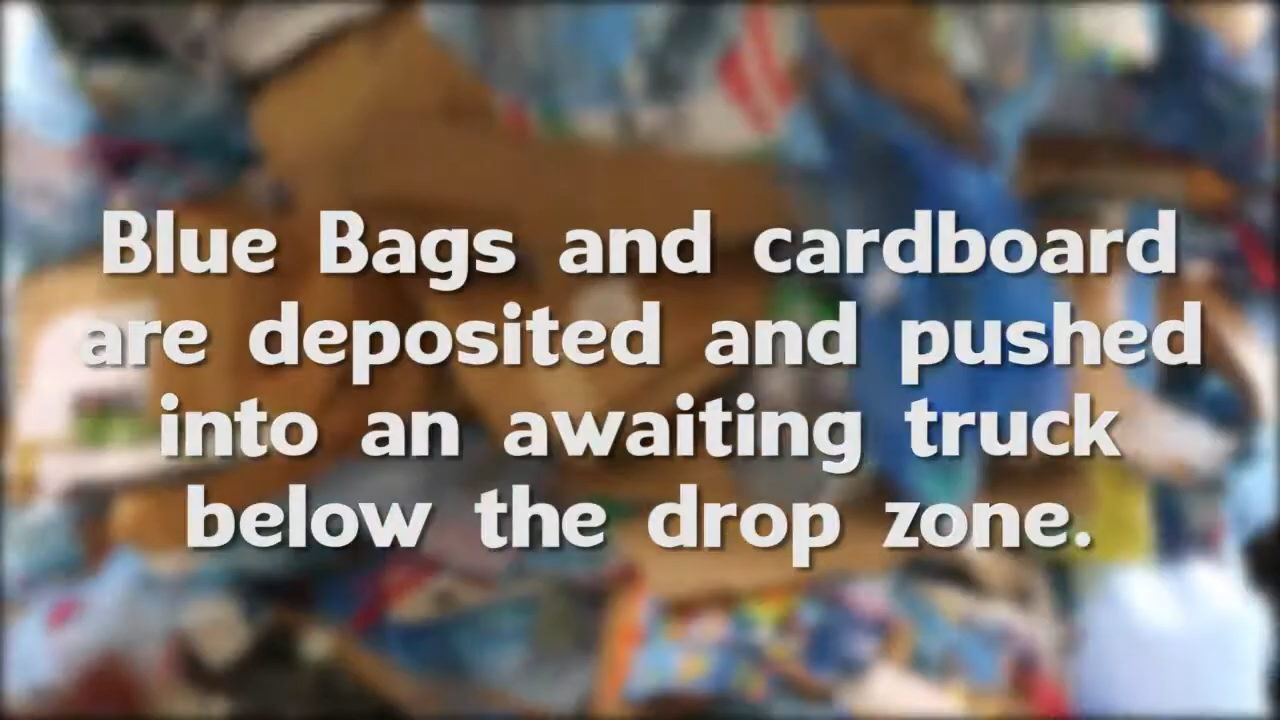 Blue Bags and cardboard
are deposited and pushed
into an awaiting truck
below the drop zone.